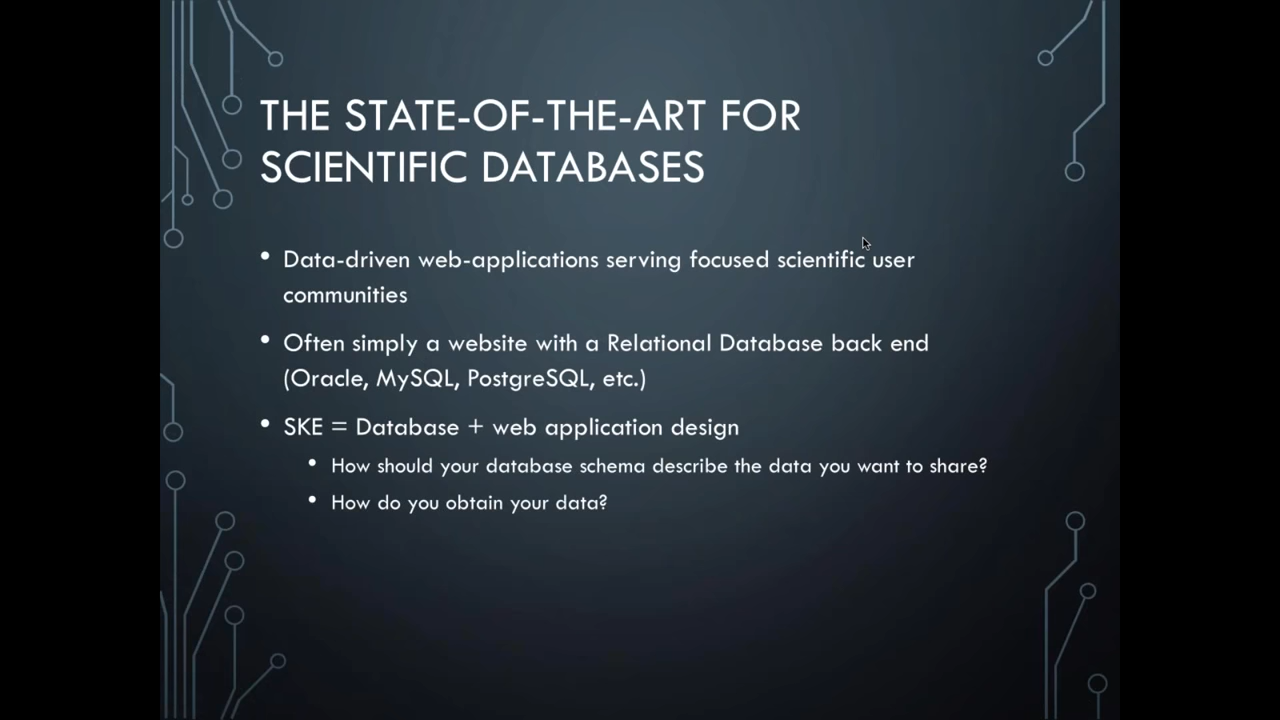 THE STATE-OF-THE-ART FOR
SCIENTIFIC DATABASES
• Data-driven web-applications serving focused scientific user
communities
• Often simply a website with a Relational Database back end
(Oracle, MySQL, PostgreSQL, etc.)
• SKE = Database + web application design
• How should your database schema describe the data you want to share?
• How do you obtain your data?